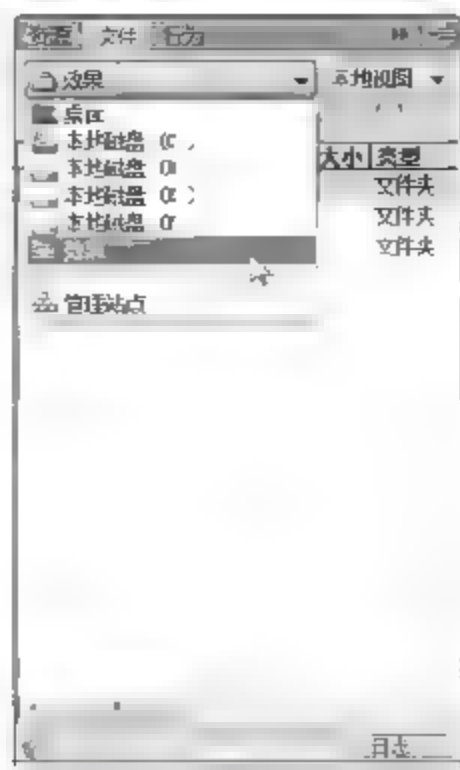 资源 文件 行为
效果 本地视图
桌面
本地磁盘 (C:)
大小 类型
本地磁盘
文件夹
本地磁盘
文件夹
本地磁盘
文件夹
管理站点
日志